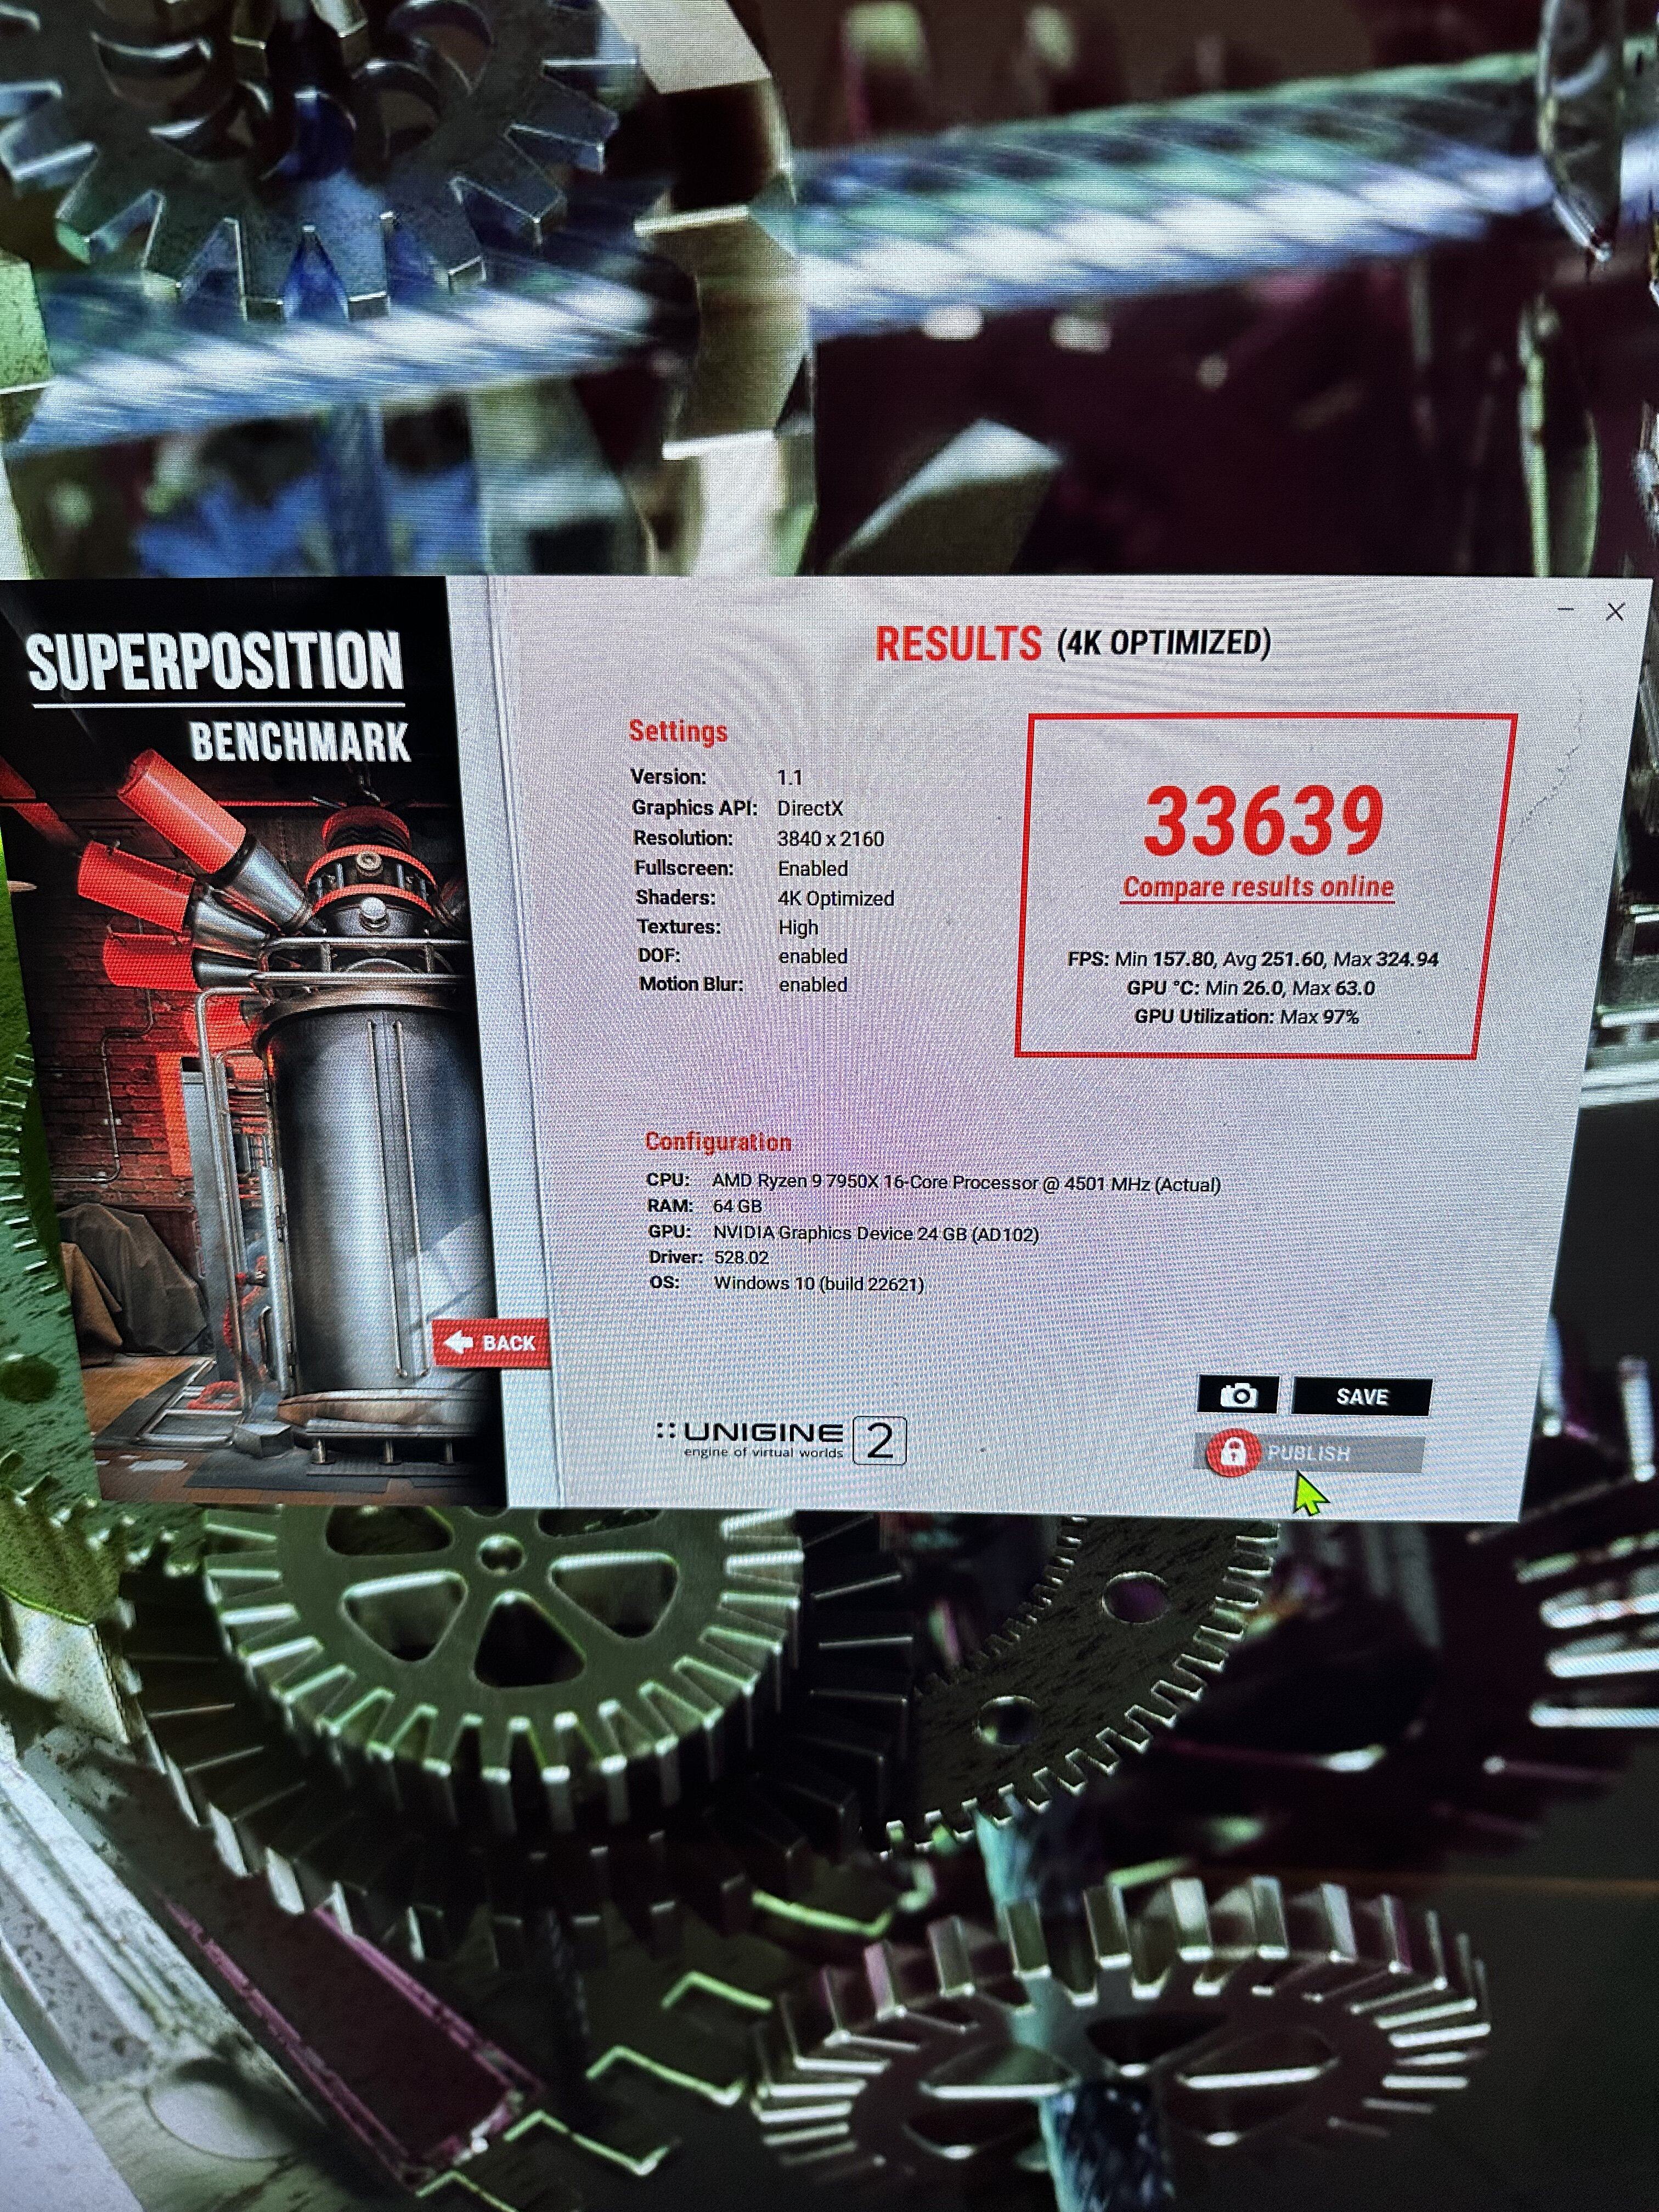 SUPERPOSITION
BENCHMARK
RESULTS (4K OPTIMIZED)
Settings
Version: 1.1
Graphics API: DirectX
Resolution: 3840 x 2160
Fullscreen: Enabled
Shaders: 4K Optimized
Textures: High
DOF: enabled
Motion Blur: enabled
33639
Compare results online
FPS: Min 157.80, Avg 251.60, Max 324.94
GPU °C: Min 26.0, Max 63.0
GPU Utilization: Max 97%
Configuration
CPU: AMD Ryzen 9 7950X 16-Core Processor @ 4501 MHz (Actual)
RAM: 64 GB
GPU: NVIDIA Graphics Device 24 GB (AD102)
Driver: 528.02
OS: Windows 10 (build 22621)
BACK
SAVE
PUBLISH
UNIGINE 2
engine of virtual worlds